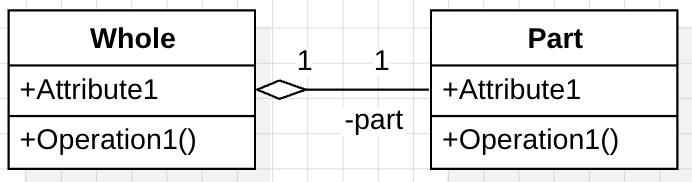 Whole
+Attribute1
+Operation1()
1
1
-part
Part
+Attribute1
+Operation1()